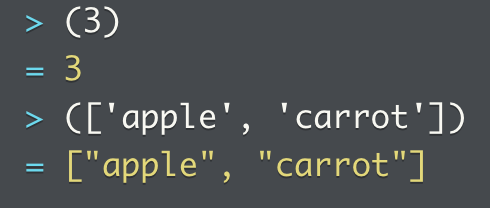 > (3)
= 3
> (['apple', 'carrot'])
= ["apple", "carrot"]